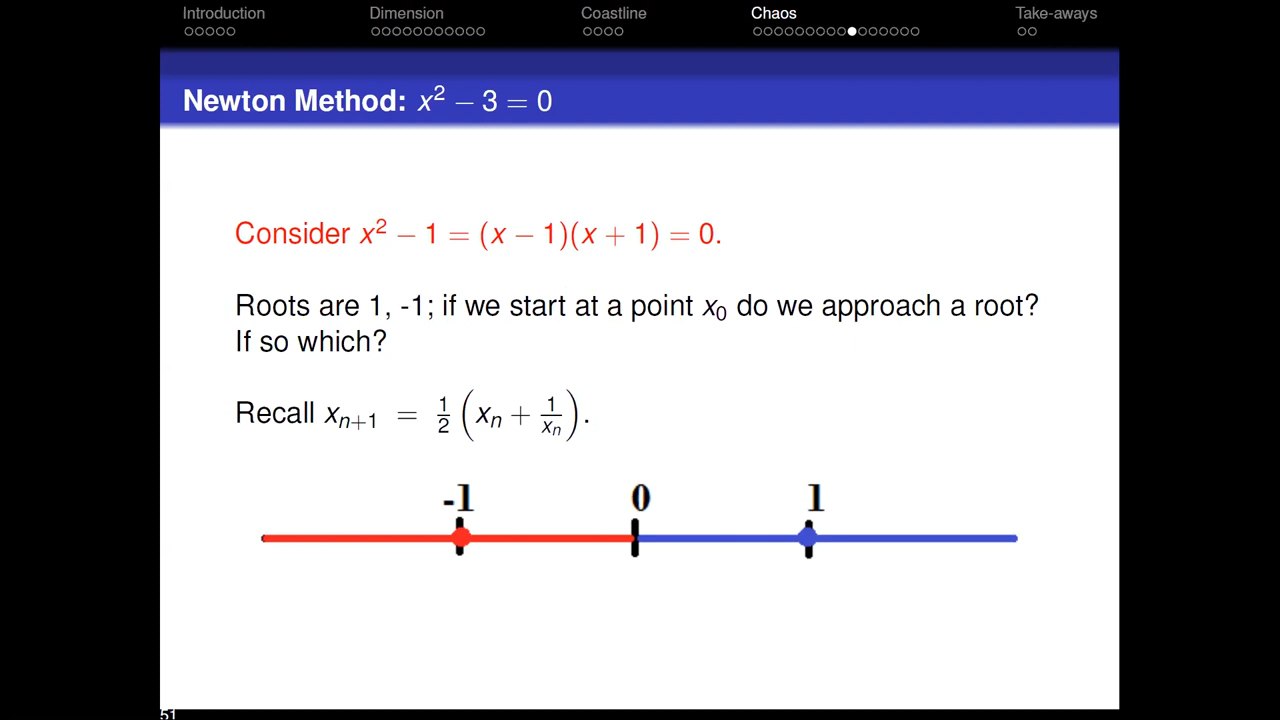 Introduction Dimension Coastline Chaos Take-aways
Newton Method: x² − 3 = 0
Consider x² − 1 = (x − 1)(x + 1) = 0.
Roots are 1, -1; if we start at a point x₀ do we approach a root?
If so which?
Recall xₙ₊₁ = ½ (xₙ + 1/xₙ).
-1 0 1
51